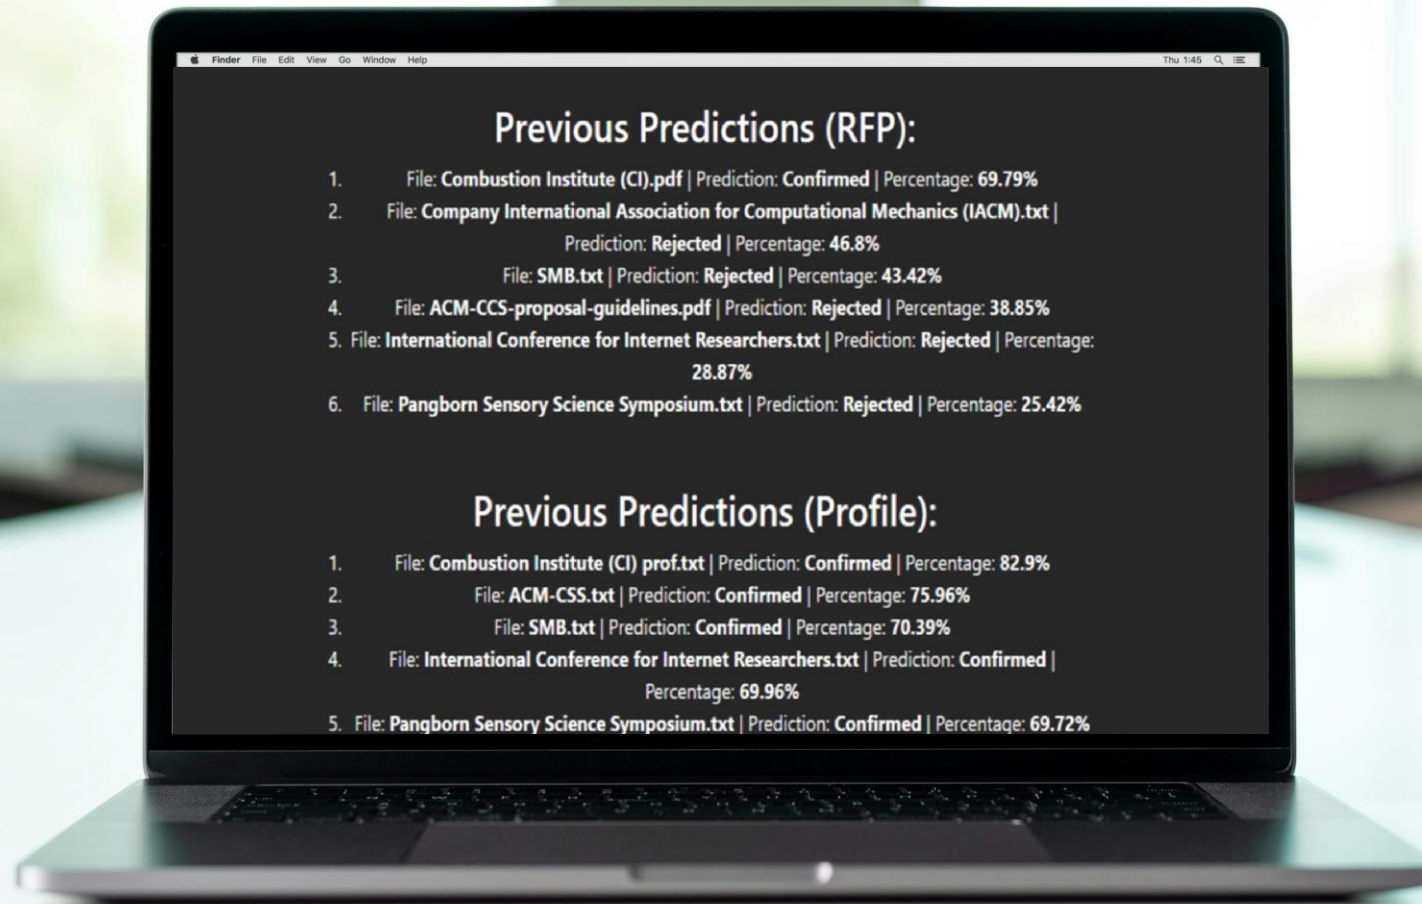 Finder File Edit View Go Window Help Thu 1:45
Previous Predictions (RFP):
1. File: Combustion Institute (CI).pdf | Prediction: Confirmed | Percentage: 69.79%
2. File: Company International Association for Computational Mechanics (IACM).txt |
Prediction: Rejected | Percentage: 46.8%
3. File: SMB.txt | Prediction: Rejected | Percentage: 43.42%
4. File: ACM-CCS-proposal-guidelines.pdf | Prediction: Rejected | Percentage: 38.85%
5. File: International Conference for Internet Researchers.txt | Prediction: Rejected | Percentage:
28.87%
6. File: Pangborn Sensory Science Symposium.txt | Prediction: Rejected | Percentage: 25.42%
Previous Predictions (Profile):
1. File: Combustion Institute (CI) prof.txt | Prediction: Confirmed | Percentage: 82.9%
2. File: ACM-CSS.txt | Prediction: Confirmed | Percentage: 75.96%
3. File: SMB.txt | Prediction: Confirmed | Percentage: 70.39%
4. File: International Conference for Internet Researchers.txt | Prediction: Confirmed |
Percentage: 69.96%
5. File: Pangborn Sensory Science Symposium.txt | Prediction: Confirmed | Percentage: 69.72%